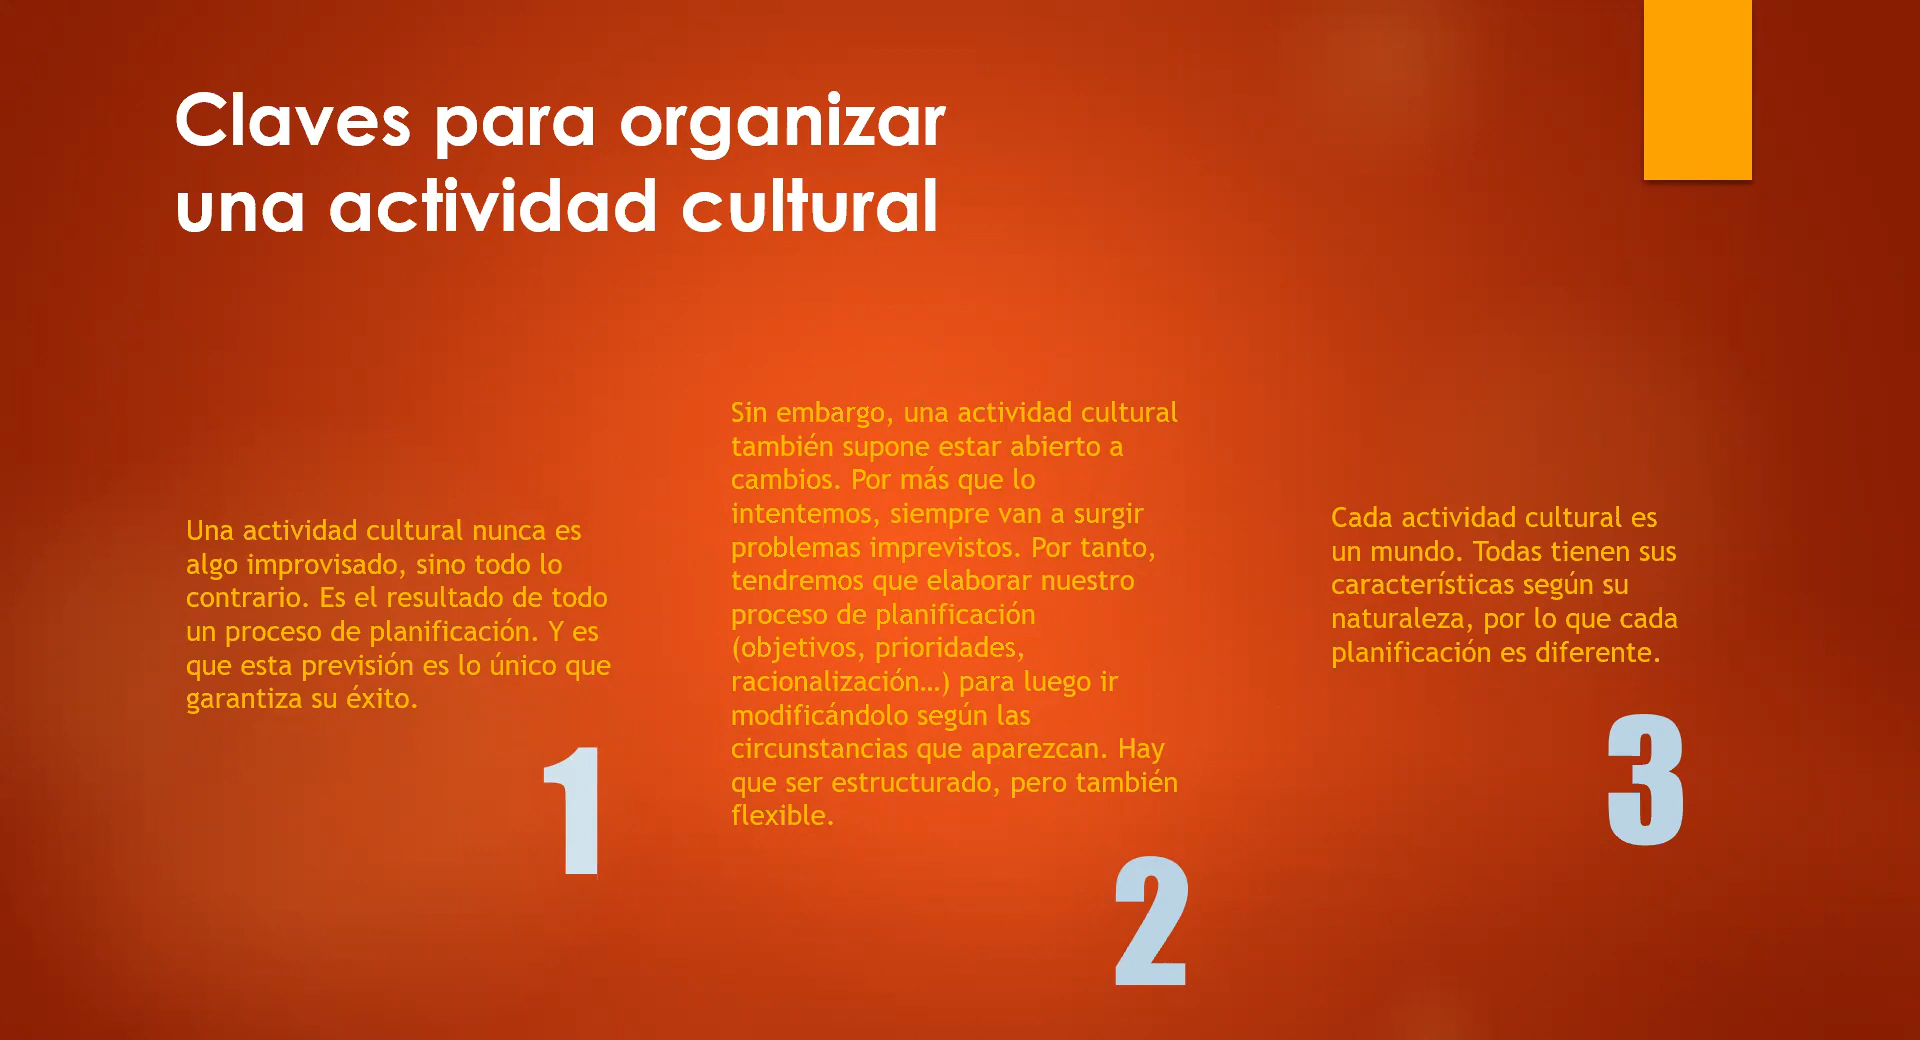 Claves para organizar
una actividad cultural
Una actividad cultural nunca es
algo improvisado, sino todo lo
contrario. Es el resultado de todo
un proceso de planificación. Y es
que esta previsión es lo único que
garantiza su éxito.
1
Sin embargo, una actividad cultural
también supone estar abierto a
cambios. Por más que lo
intentemos, siempre van a surgir
problemas imprevistos. Por tanto,
tendremos que elaborar nuestro
proceso de planificación
(objetivos, prioridades,
racionalización…) para luego ir
modificándolo según las
circunstancias que aparezcan. Hay
que ser estructurado, pero también
flexible.
2
Cada actividad cultural es
un mundo. Todas tienen sus
características según su
naturaleza, por lo que cada
planificación es diferente.
3